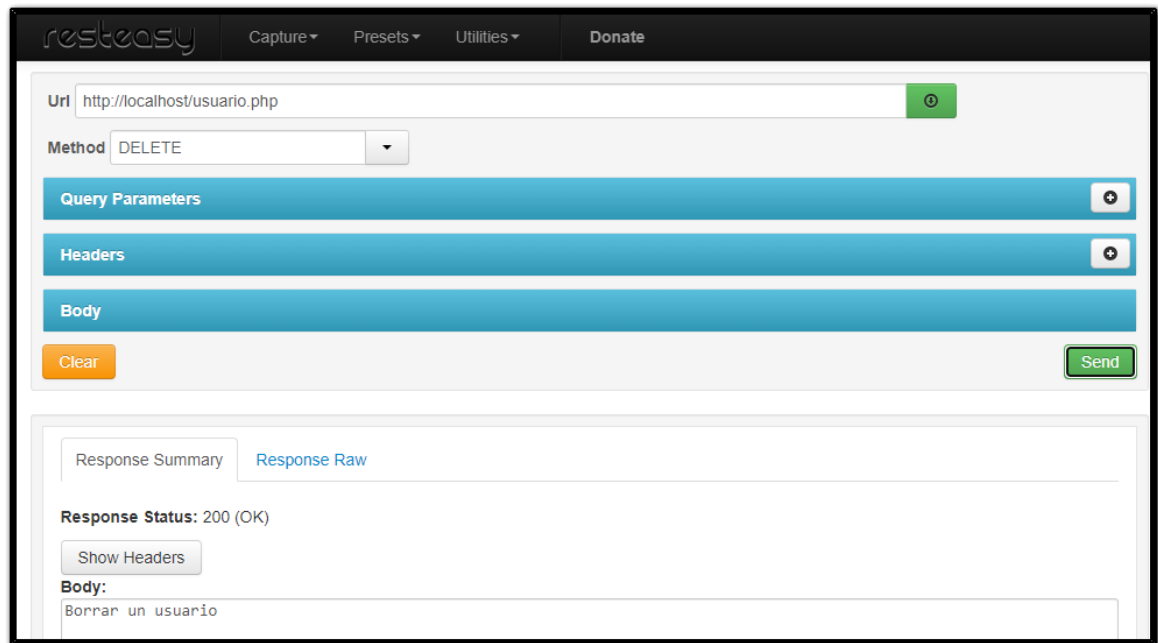 resteasy Capture Presets Utilities Donate
Url http://localhost/usuario.php
Method DELETE
Query Parameters
Headers
Body
Clear Send
Response Summary Response Raw
Response Status: 200 (OK)
Show Headers
Body:
Borrar un usuario